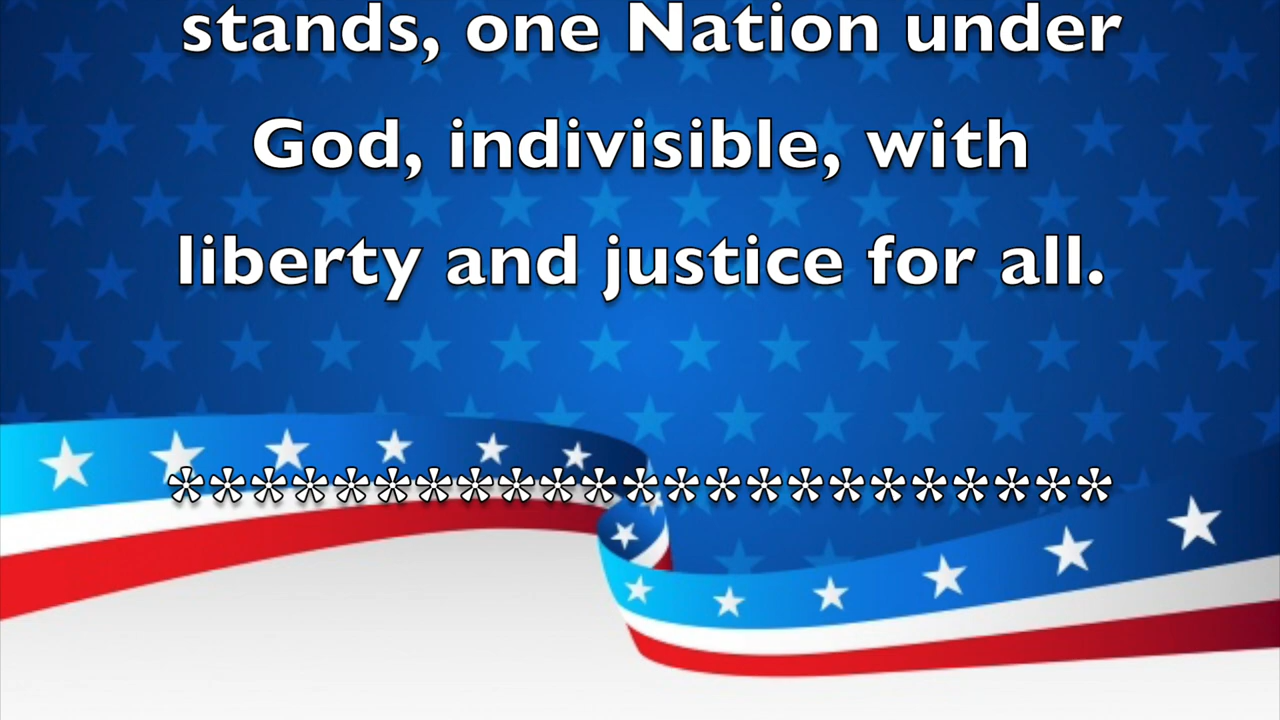 stands, one Nation under
God, indivisible, with
liberty and justice for all.
***********************